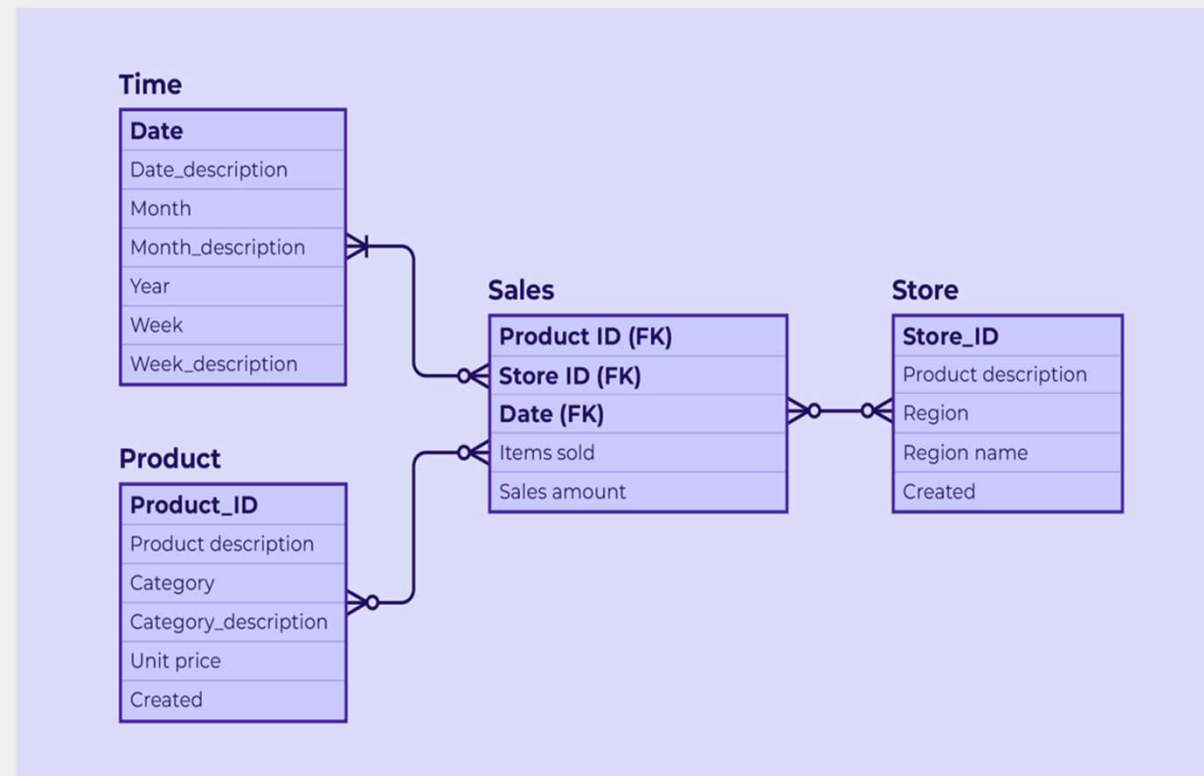 Time
Date
Date_description
Month
Month_description
Year
Week
Week_description
Product
Product_ID
Product description
Category
Category_description
Unit price
Created
Sales
Product ID (FK)
Store ID (FK)
Date (FK)
Items sold
Sales amount
Store
Store_ID
Product description
Region
Region name
Created